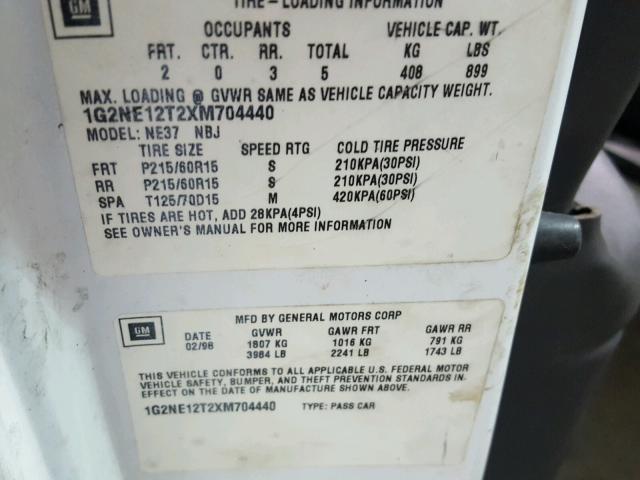 GM
TIRE-LOADING INFORMATION
OCCUPANTS VEHICLE CAP. WT.
FRT. CTR. RR. TOTAL KG LBS
2 0 3 5 408 899
MAX. LOADING @ GVWR SAME AS VEHICLE CAPACITY WEIGHT.
1G2NE12T2XM704440
MODEL: NE37 NBJ
TIRE SIZE SPEED RTG COLD TIRE PRESSURE
FRT P215/60R15 S 210KPA(30PSI)
RR P215/60R15 S 210KPA(30PSI)
SPA T125/70D15 M 420KPA(60PSI)
IF TIRES ARE HOT, ADD 28KPA(4PSI)
SEE OWNER'S MANUAL FOR MORE INFORMATION
GM
MFD BY GENERAL MOTORS CORP
DATE GVWR GAWR FRT GAWR RR
02/98 1807 KG 1016 KG 791 KG
3984 LB 2241 LB 1743 LB
THIS VEHICLE CONFORMS TO ALL APPLICABLE U.S. FEDERAL MOTOR
VEHICLE SAFETY, BUMPER, AND THEFT PREVENTION STANDARDS IN
EFFECT ON THE DATE OF MANUFACTURE SHOWN ABOVE.
1G2NE12T2XM704440 TYPE: PASS CAR